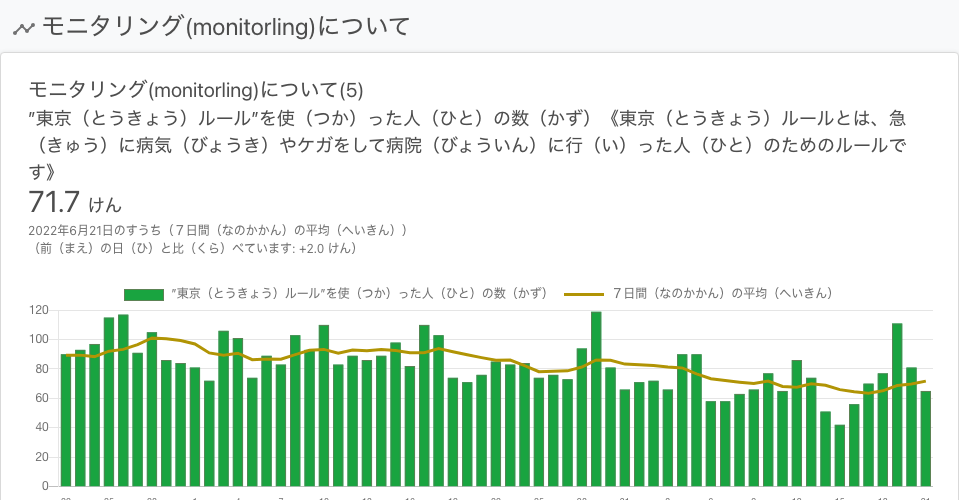 モニタリング(monitorling)について
モニタリング(monitorling)について(5)
”東京（とうきょう）ルール”を使（つか）った人（ひと）の数（かず）《東京（とうきょう）ルールとは、急
（きゅう）に病気（びょうき）やケガをして病院（びょういん）に行（い）った人（ひと）のためのルールで
す》
71.7 けん
2022年6月21日のすうち（７日間（なのかかん）の平均（へいきん））
（前（まえ）の日（ひ）と比（くら）べています: +2.0 けん）
”東京（とうきょう）ルール”を使（つか）った人（ひと）の数（かず） ７日間（なのかかん）の平均（へいきん）
120
100
80
60
40
20
0